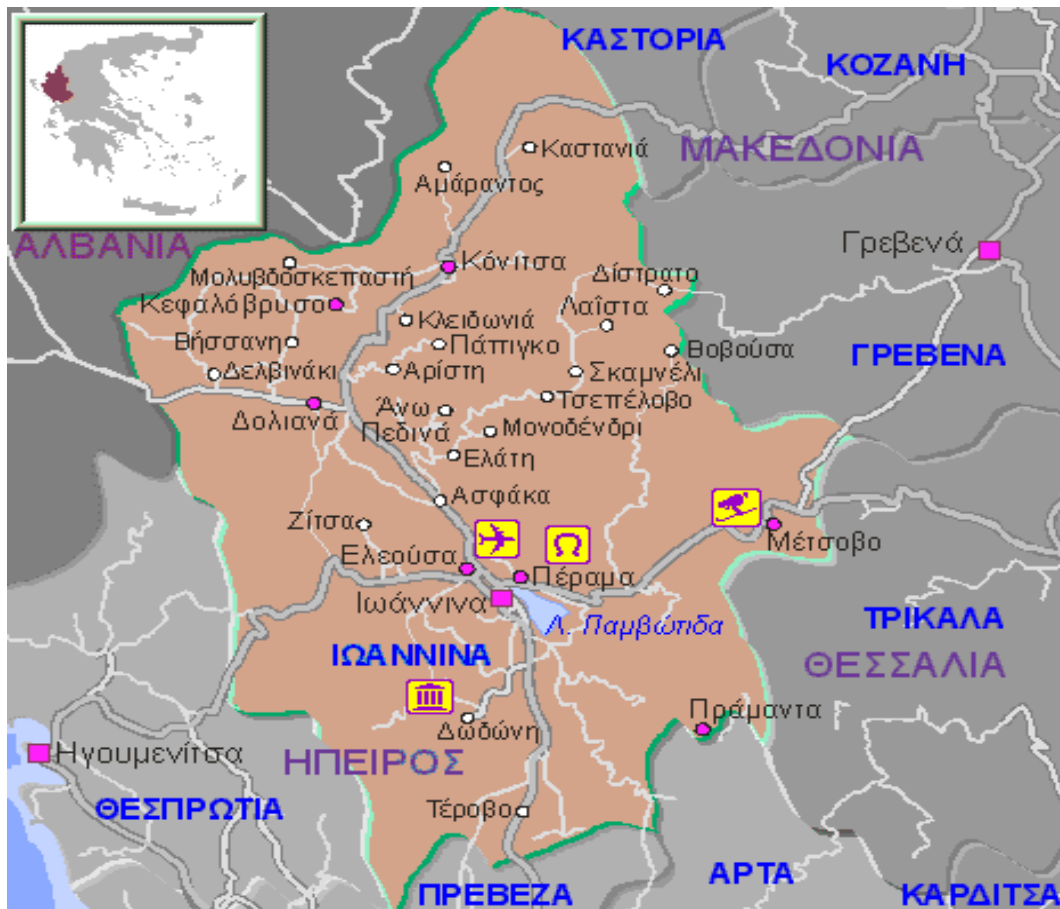 ΚΑΣΤΟΡΙΑ
ΚΟΖΑΝΗ
Καστανιά
ΜΑΚΕΔΟΝΙΑ
Αμάραντος
ΑΛΒΑΝΙΑ
Γρεβενά
Μολυβδοσκεπαστή
Κόνιτσα
Δίστρατο
Κεφαλόβρυσο
Λαΐστα
Κλειδωνιά
Βήσσανη
Πάπιγκο
Βοβούσα
ΓΡΕΒΕΝΑ
Δελβινάκι
Αρίστη
Σκαμνέλι
Τσεπέλοβο
Δολιανά
Άνω
Πεδινά
Μονοδένδρι
Ελάτη
Ασφάκα
Ζίτσα
Μέτσοβο
Ελεούσα
Πέραμα
Ιωάννινα
Λ. Παμβώτιδα
ΤΡΙΚΑΛΑ
ΙΩΑΝΝΙΝΑ
ΘΕΣΣΑΛΙΑ
Πράμαντα
Δωδώνη
Ηγουμενίτσα
ΗΠΕΙΡΟΣ
ΘΕΣΠΡΩΤΙΑ
Τέροβο
ΑΡΤΑ
ΠΡΕΒΕΖΑ
ΚΑΡΔΙΤΣΑ